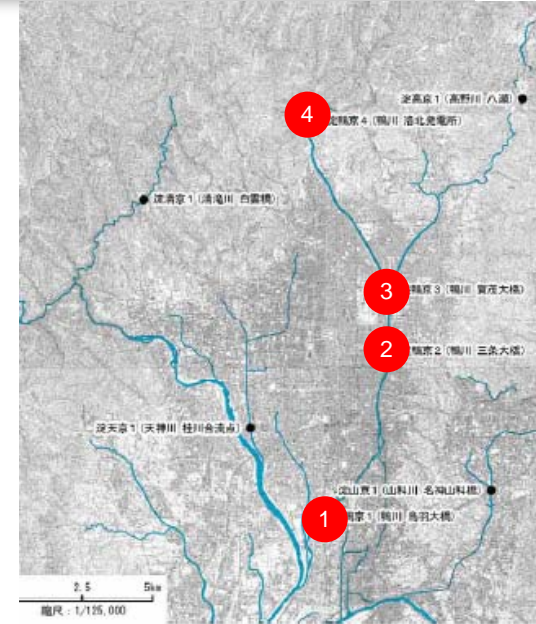 淀高京1 (高野川 八瀬)
4
淀鴨京4 (鴨川 洛北発電所)
淀清京1 (清滝川 白雲橋)
3
鴨京3 (鴨川 賀茂大橋)
2
鴨京2 (鴨川 三条大橋)
淀天京1 (天神川 桂川合流点)
淀山京1 (山科川 名神山科橋)
1
鴨京1 (鴨川 鳥羽大橋)
2.5 5km
縮尺 : 1/125,000